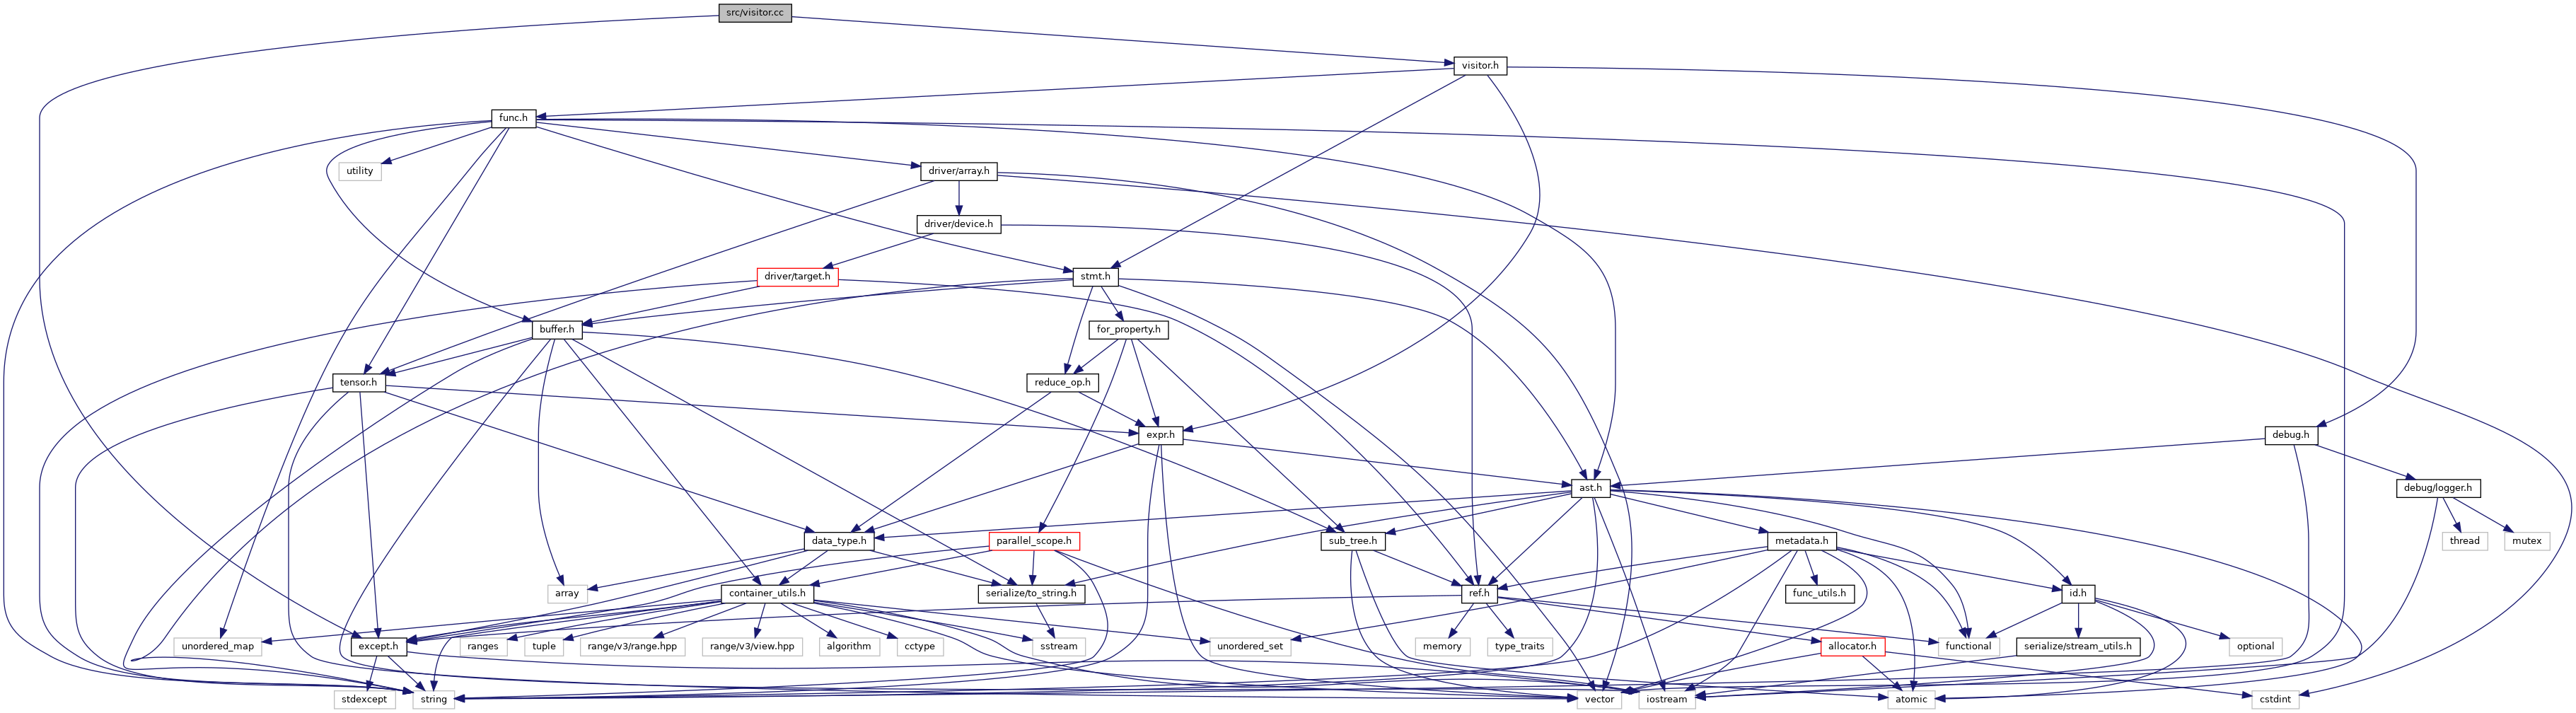 src/visitor.cc
visitor.h
func.h
utility
driver/array.h
driver/device.h
driver/target.h
stmt.h
buffer.h
for_property.h
tensor.h
reduce_op.h
expr.h
debug.h
ast.h
debug/logger.h
data_type.h
parallel_scope.h
sub_tree.h
metadata.h
thread
mutex
array
container_utils.h
serialize/to_string.h
ref.h
func_utils.h
id.h
unordered_map
except.h
ranges
tuple
range/v3/range.hpp
range/v3/view.hpp
algorithm
cctype
sstream
unordered_set
memory
type_traits
allocator.h
functional
serialize/stream_utils.h
optional
stdexcept
string
vector
iostream
atomic
cstdint